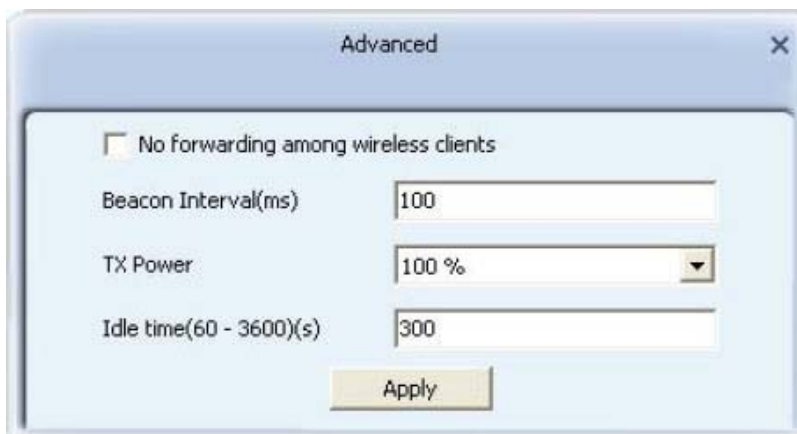 Advanced
No forwarding among wireless clients
Beacon Interval(ms) 100
TX Power 100 %
Idle time(60 - 3600)(s) 300
Apply